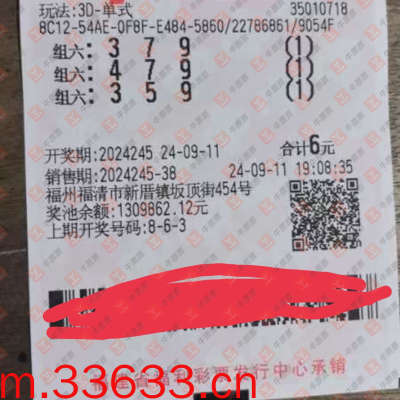 玩法:3D-单式 35010718
8C12-54AE-0F8F-E484-5860/22786861/9054F
组六: 3 7 9 (1)
组六: 4 7 9 (1)
组六: 3 5 9 (1)
开奖期:2024245 24-09-11 合计6元
销售期:2024245-38 24-09-11 19:08:35
福州福清市新厝镇坂顶街454号
奖池余额:1309862.12元
上期开奖号码:8-6-3
省福利彩票发行中心承销
m.33633.cn